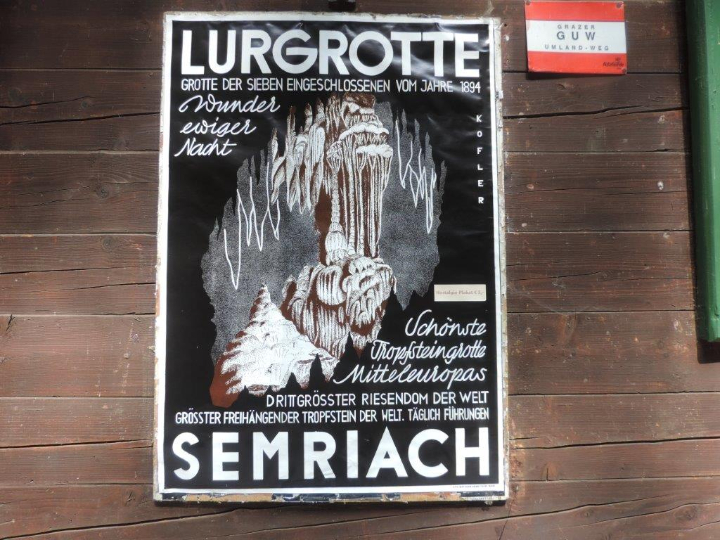 LURGROTTE
GROTTE DER SIEBEN EINGESCHLOSSENEN VOM JAHRE 1894
Wunder
ewiger
Nacht
KOFLER
Schönste
Tropfsteingrotte
Mitteleuropas
DRITTGRÖSSTER RIESENDOM DER WELT
GRÖSSTER FREIHÄNGENDER TROPFSTEIN DER WELT. TÄGLICH FÜHRUNGEN
SEMRIACH
GRAZER
GUW
UMLAND-WEG